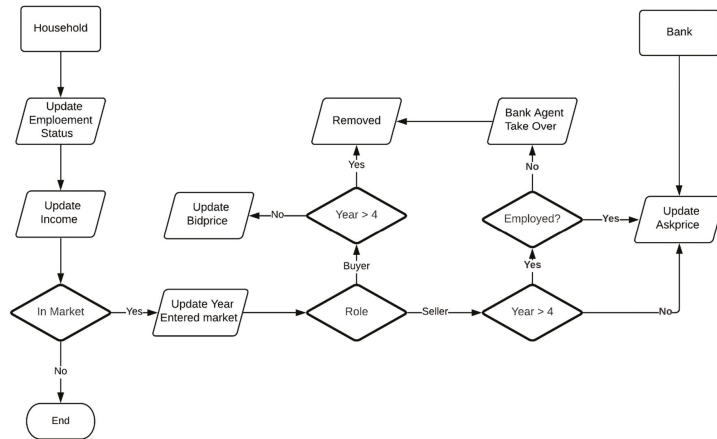 Household
Bank
Update
Emploement
Status
Removed
Bank Agent
Take Over
Yes
No
Update
Income
Update
Bidprice
No
Year > 4
Employed?
Yes
Update
Askprice
Buyer
Yes
In Market
Yes
Update Year
Entered market
Role
Seller
Year > 4
No
No
End